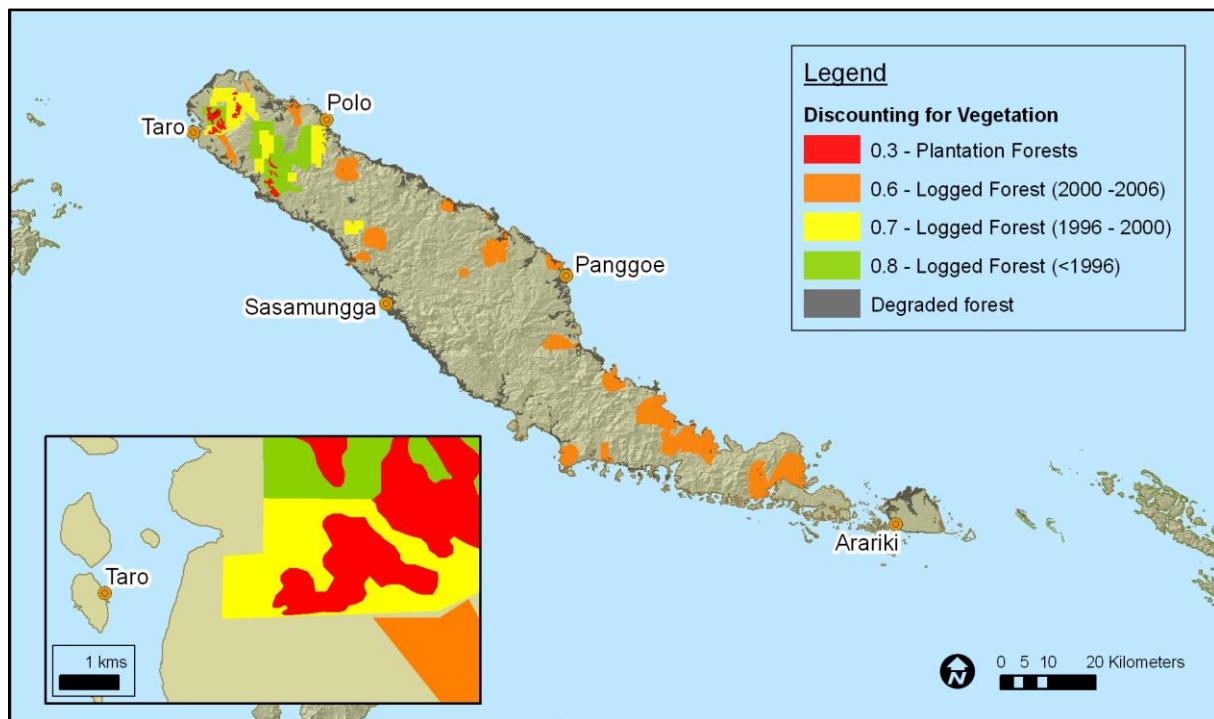 Legend
Discounting for Vegetation
0.3 - Plantation Forests
0.6 - Logged Forest (2000 -2006)
0.7 - Logged Forest (1996 - 2000)
0.8 - Logged Forest (<1996)
Degraded forest
Polo
Taro
Panggoe
Sasamungga
Arariki
Taro
1 kms
N
0 5 10 20 Kilometers